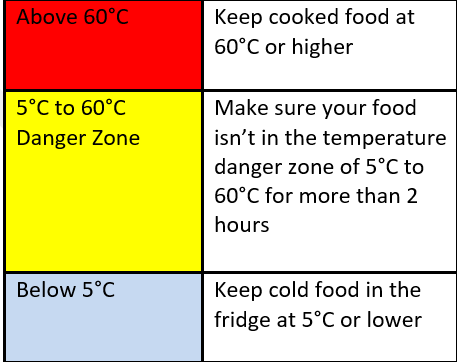 Above 60°C
Keep cooked food at
60°C or higher
5°C to 60°C
Danger Zone
Make sure your food
isn’t in the temperature
danger zone of 5°C to
60°C for more than 2
hours
Below 5°C
Keep cold food in the
fridge at 5°C or lower